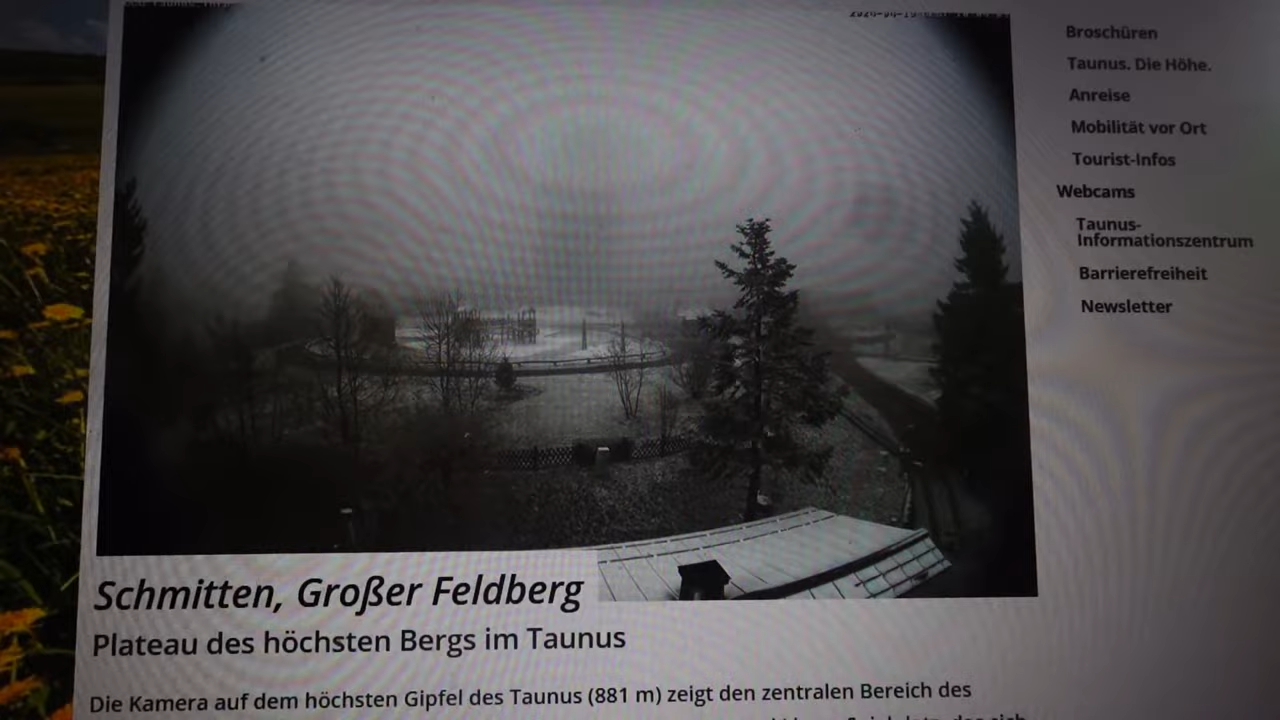 Broschüren
Taunus. Die Höhe.
Anreise
Mobilität vor Ort
Tourist-Infos
Webcams
Taunus-
Informationszentrum
Barrierefreiheit
Newsletter
Schmitten, Großer Feldberg
Plateau des höchsten Bergs im Taunus
Die Kamera auf dem höchsten Gipfel des Taunus (881 m) zeigt den zentralen Bereich des